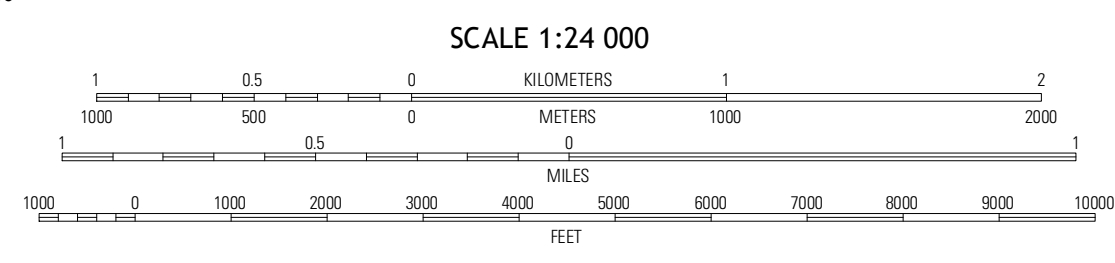 SCALE 1:24 000
1 0.5 0 KILOMETERS 1 2
1000 500 0 METERS 1000 2000
1 0.5 0 1
MILES
1000 0 1000 2000 3000 4000 5000 6000 7000 8000 9000 10000
FEET